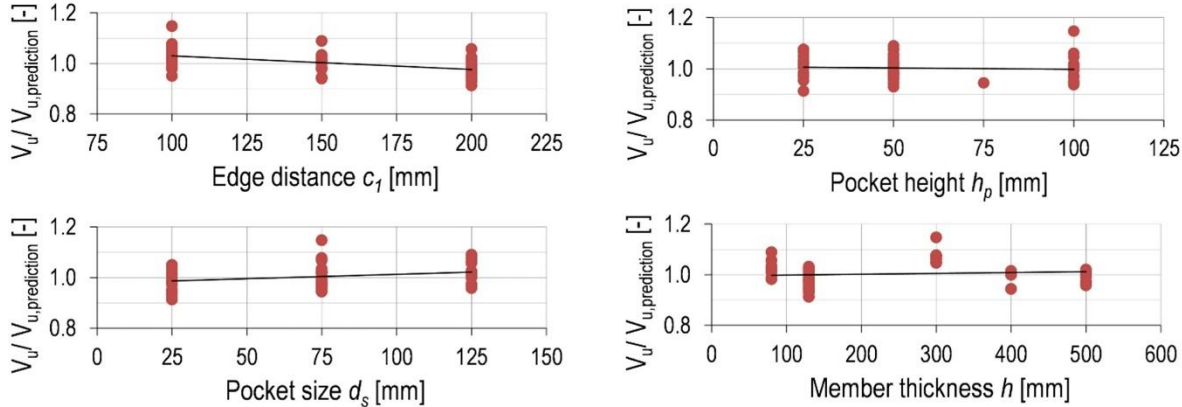 V_u / V_u,prediction [-]
1.2
1.0
0.8
75 100 125 150 175 200 225
Edge distance c_1 [mm]
V_u / V_u,prediction [-]
1.2
1.0
0.8
0 25 50 75 100 125
Pocket height h_p [mm]
V_u / V_u,prediction [-]
1.2
1.0
0.8
0 25 50 75 100 125 150
Pocket size d_s [mm]
V_u / V_u,prediction [-]
1.2
1.0
0.8
0 100 200 300 400 500 600
Member thickness h [mm]